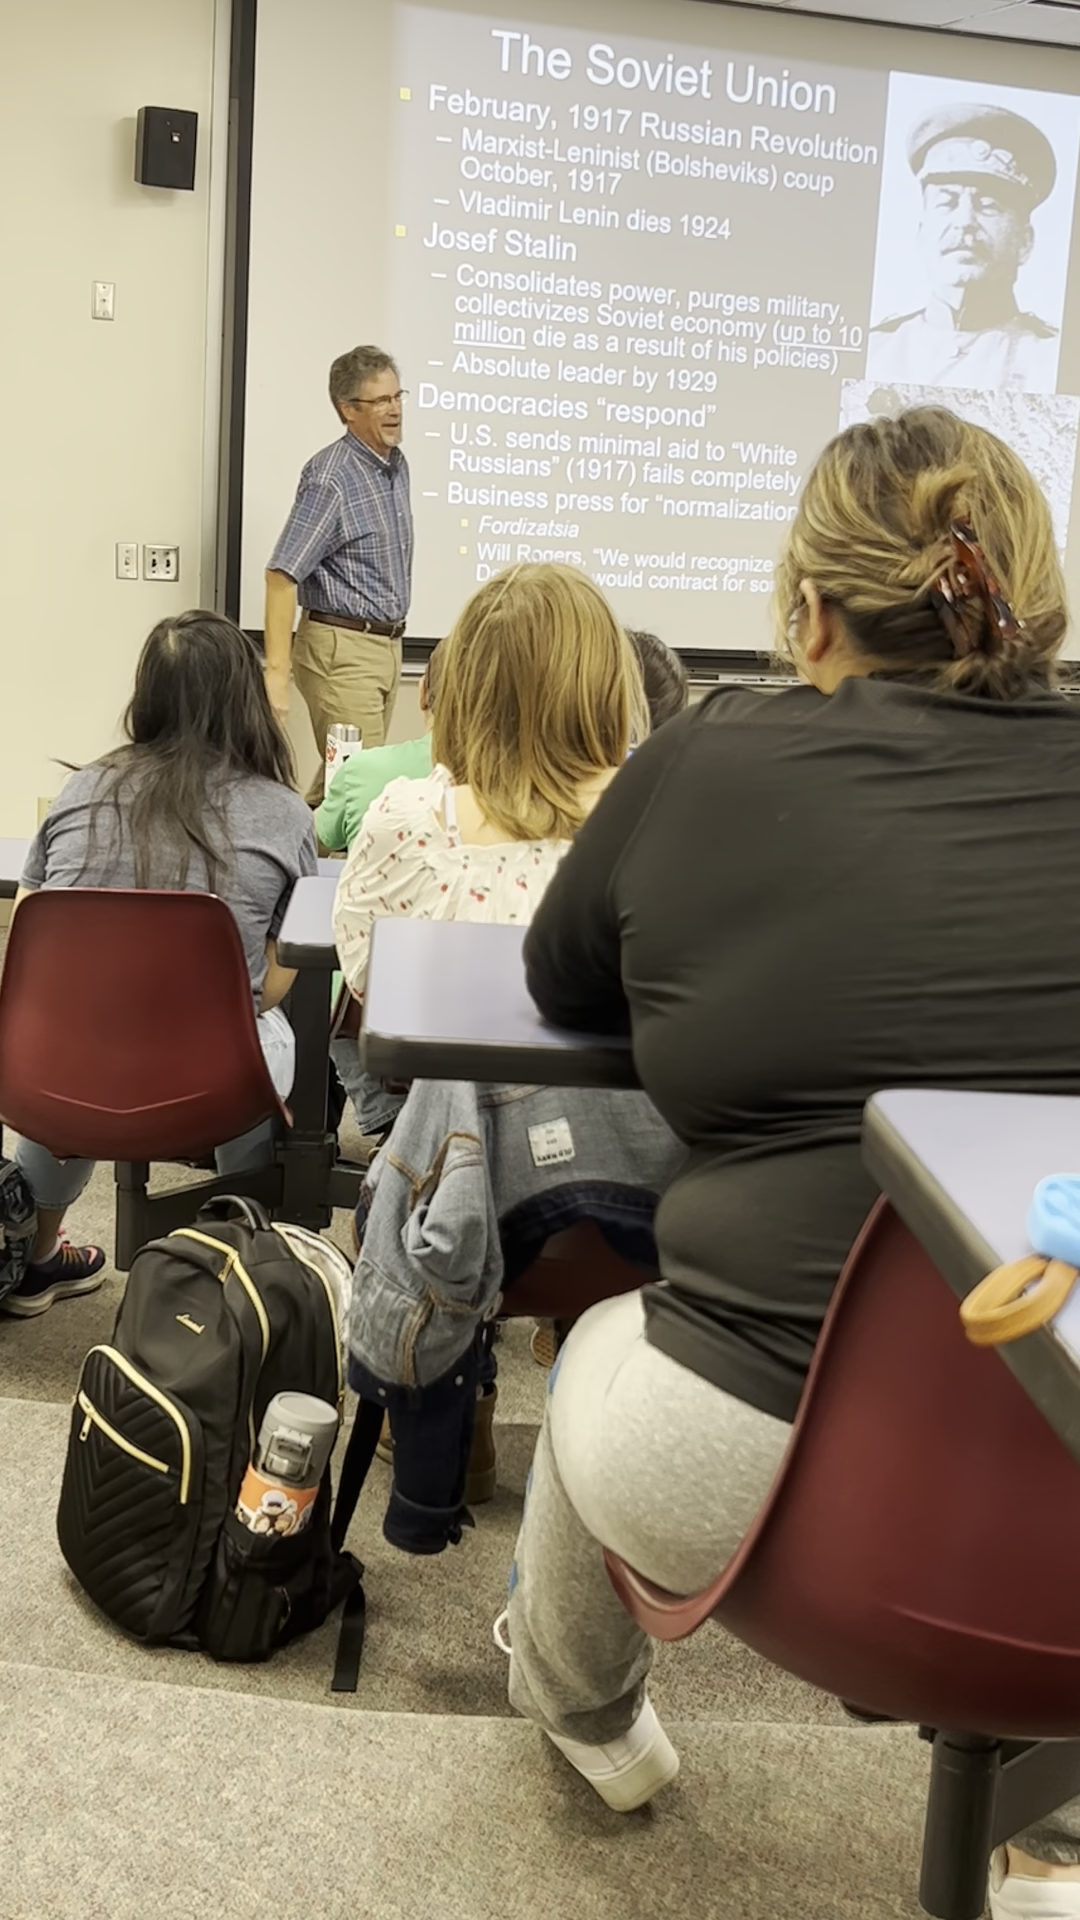 The Soviet Union
February, 1917 Russian Revolution
– Marxist-Leninist (Bolsheviks) coup
October, 1917
– Vladimir Lenin dies 1924
Josef Stalin
– Consolidates power, purges military,
collectivizes Soviet economy (up to 10
million die as a result of his policies)
– Absolute leader by 1929
Democracies “respond”
– U.S. sends minimal aid to “White
Russians” (1917) fails completely
– Business press for “normalization
Fordizatsia
Will Rogers, “We would recognize
would contract for